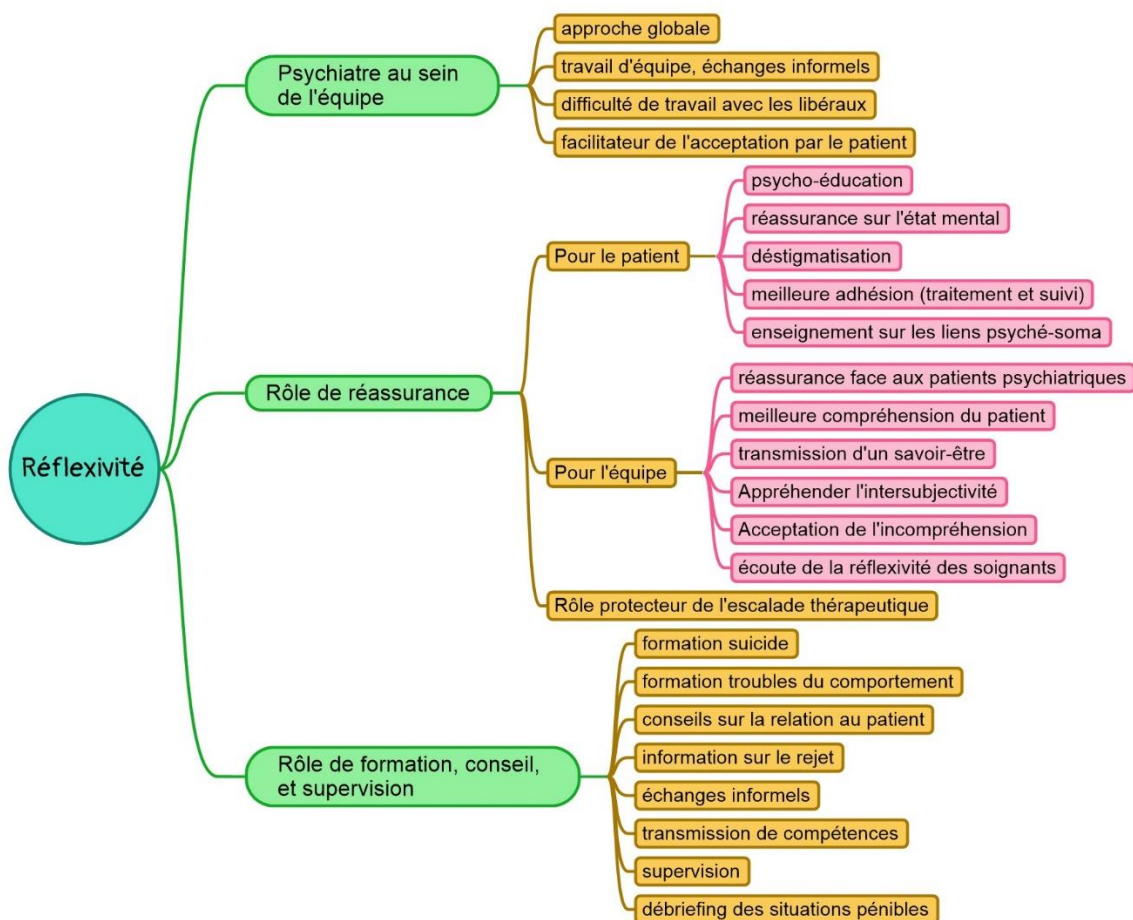 Réflexivité
Psychiatre au sein
de l'équipe
approche globale
travail d'équipe, échanges informels
difficulté de travail avec les libéraux
facilitateur de l'acceptation par le patient
Rôle de réassurance
Pour le patient
psycho-éducation
réassurance sur l'état mental
déstigmatisation
meilleure adhésion (traitement et suivi)
enseignement sur les liens psyché-soma
Pour l'équipe
réassurance face aux patients psychiatriques
meilleure compréhension du patient
transmission d'un savoir-être
Appréhender l'intersubjectivité
Acceptation de l'incompréhension
écoute de la réflexivité des soignants
Rôle protecteur de l'escalade thérapeutique
Rôle de formation, conseil,
et supervision
formation suicide
formation troubles du comportement
conseils sur la relation au patient
information sur le rejet
échanges informels
transmission de compétences
supervision
débriefing des situations pénibles